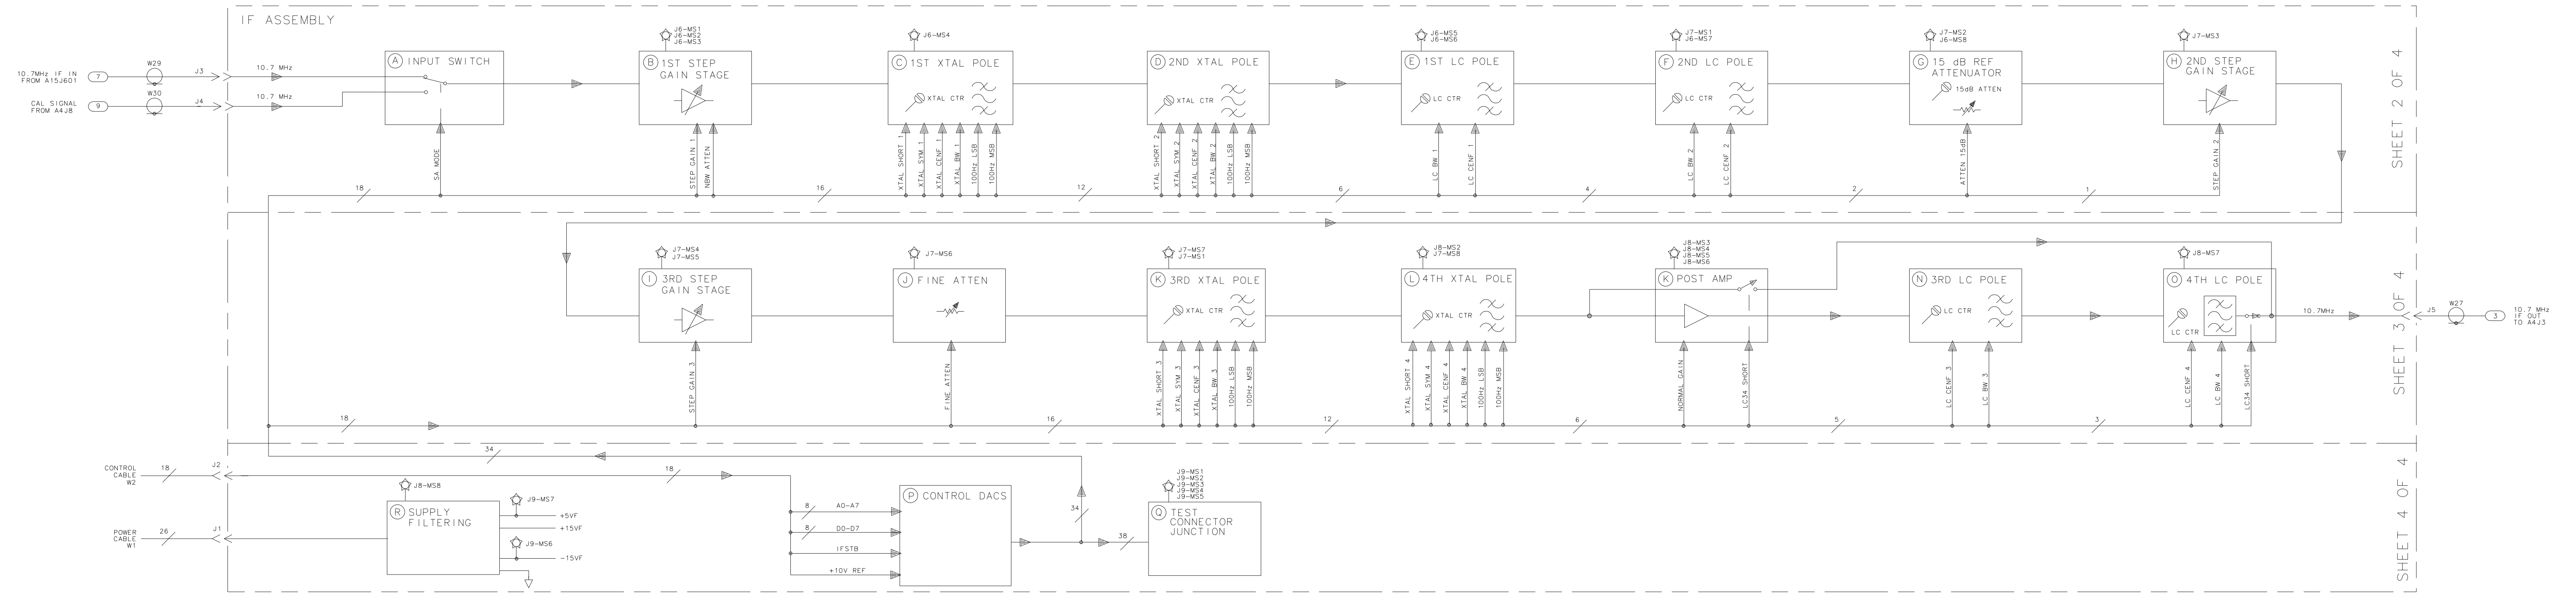 IF ASSEMBLY
10.7MHz IF IN
FROM A15J601
7
W29
J3
10.7 MHz
CAL SIGNAL
FROM A4J8
9
W30
J4
10.7 MHz
A INPUT SWITCH
SA MODE
J6-MS1
J6-MS2
J6-MS3
B 1ST STEP
GAIN STAGE
STEP GAIN 1
NBW ATTEN
J6-MS4
C 1ST XTAL POLE
XTAL CTR
XTAL SHORT 1
XTAL SYM 1
XTAL CENF 1
XTAL BW 1
100Hz LSB
100Hz MSB
D 2ND XTAL POLE
XTAL CTR
XTAL SHORT 2
XTAL SYM 2
XTAL CENF 2
XTAL BW 2
100Hz LSB
100Hz MSB
J6-MS5
J6-MS6
E 1ST LC POLE
LC CTR
LC BW 1
LC CENF 1
J7-MS1
J6-MS7
F 2ND LC POLE
LC CTR
LC BW 2
LC CENF 2
J7-MS2
J6-MS8
G 15 dB REF
ATTENUATOR
15dB ATTEN
ATTEN 15dB
J7-MS3
H 2ND STEP
GAIN STAGE
STEP GAIN 2
18
16
12
6
4
2
1
SHEET 2 OF 4
J7-MS4
J7-MS5
I 3RD STEP
GAIN STAGE
STEP GAIN 3
J7-MS6
J FINE ATTEN
FINE ATTEN
J7-MS7
J7-MS1
K 3RD XTAL POLE
XTAL CTR
XTAL SHORT 3
XTAL SYM 3
XTAL CENF 3
XTAL BW 3
100Hz LSB
100Hz MSB
J8-MS2
J7-MS8
L 4TH XTAL POLE
XTAL CTR
XTAL SHORT 4
XTAL SYM 4
XTAL CENF 4
XTAL BW 4
100Hz LSB
100Hz MSB
J8-MS3
J8-MS4
J8-MS5
J8-MS6
K POST AMP
NORMAL GAIN
LC34 SHORT
N 3RD LC POLE
LC CTR
LC CENF 3
LC BW 3
J8-MS7
O 4TH LC POLE
LC CTR
LC CENF 4
LC BW 4
LC34 SHORT
10.7MHz
J5
W27
3
10.7 MHz
IF OUT
TO A4J3
18
16
12
6
5
3
SHEET 3 OF 4
34
CONTROL
CABLE
W2
18
J2
18
POWER
CABLE
W1
26
J1
J8-MS8
R SUPPLY
FILTERING
J9-MS7
+5VF
+15VF
J9-MS6
-15VF
8
A0-A7
8
D0-D7
IFSTB
+10V REF
P CONTROL DACS
34
38
J9-MS1
J9-MS2
J9-MS3
J9-MS4
J9-MS5
Q TEST
CONNECTOR
JUNCTION
SHEET 4 OF 4